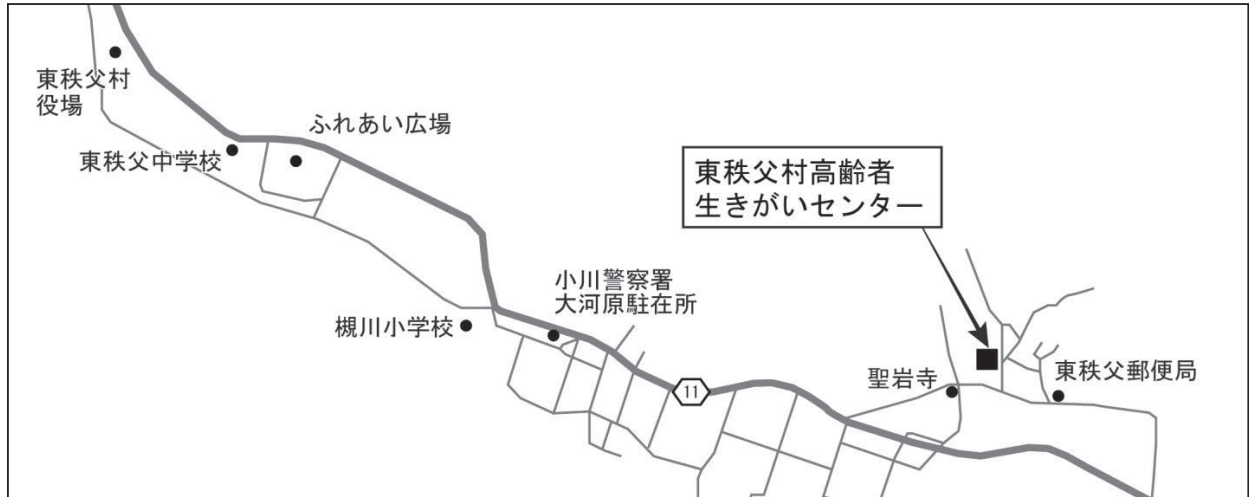 東秩父村
役場
ふれあい広場
東秩父中学校
東秩父村高齢者
生きがいセンター
小川警察署
大河原駐在所
槻川小学校
11
聖岩寺
東秩父郵便局